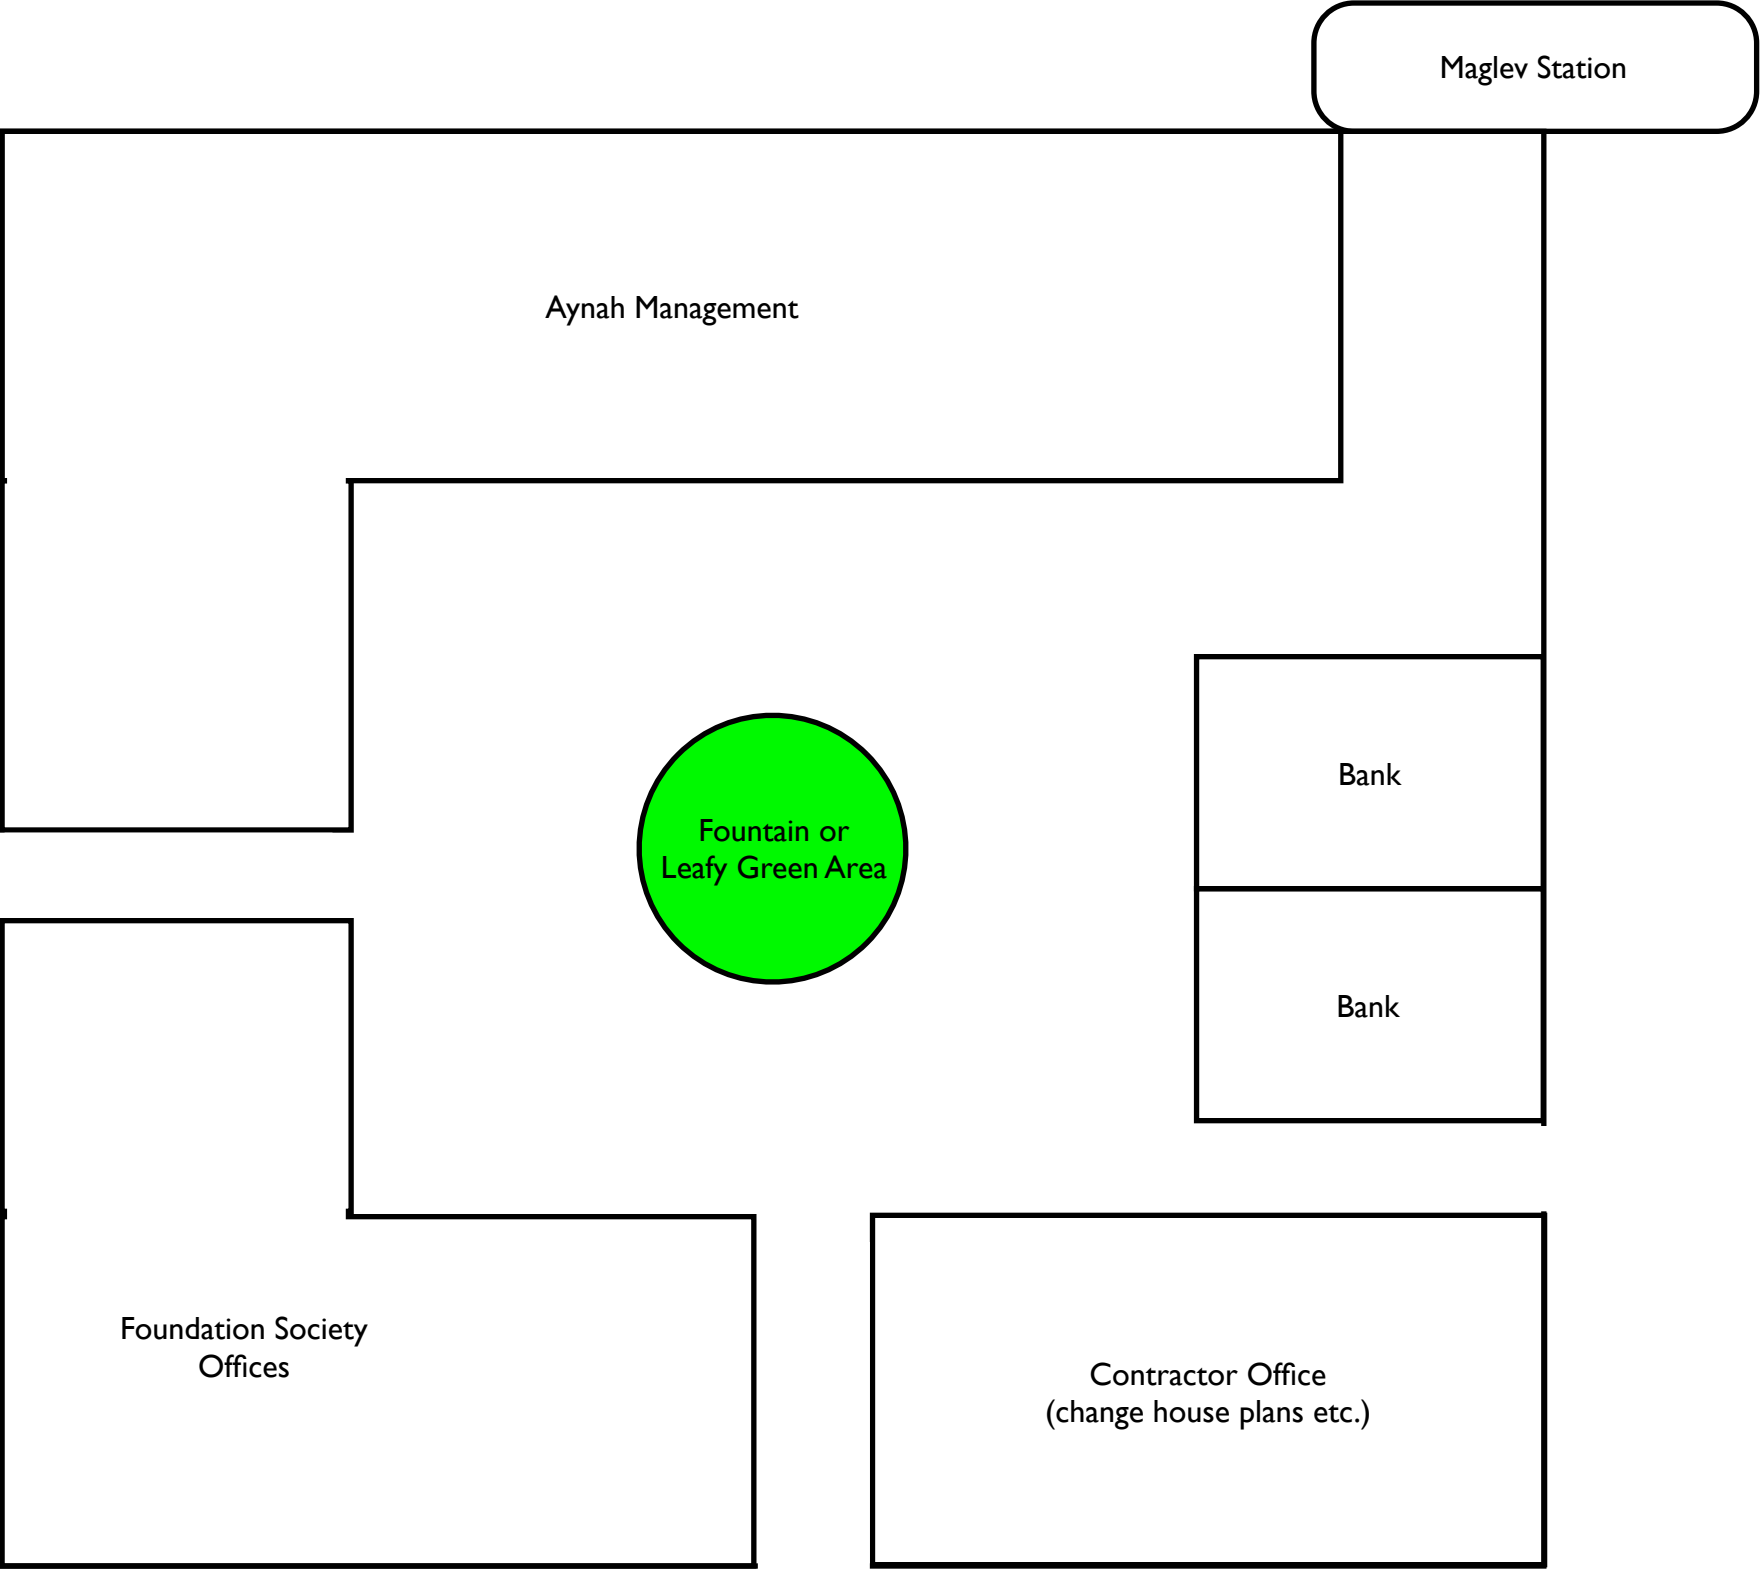 Maglev Station
Aynah Management
Bank
Fountain or
Leafy Green Area
Bank
Foundation Society
Offices
Contractor Office
(change house plans etc.)